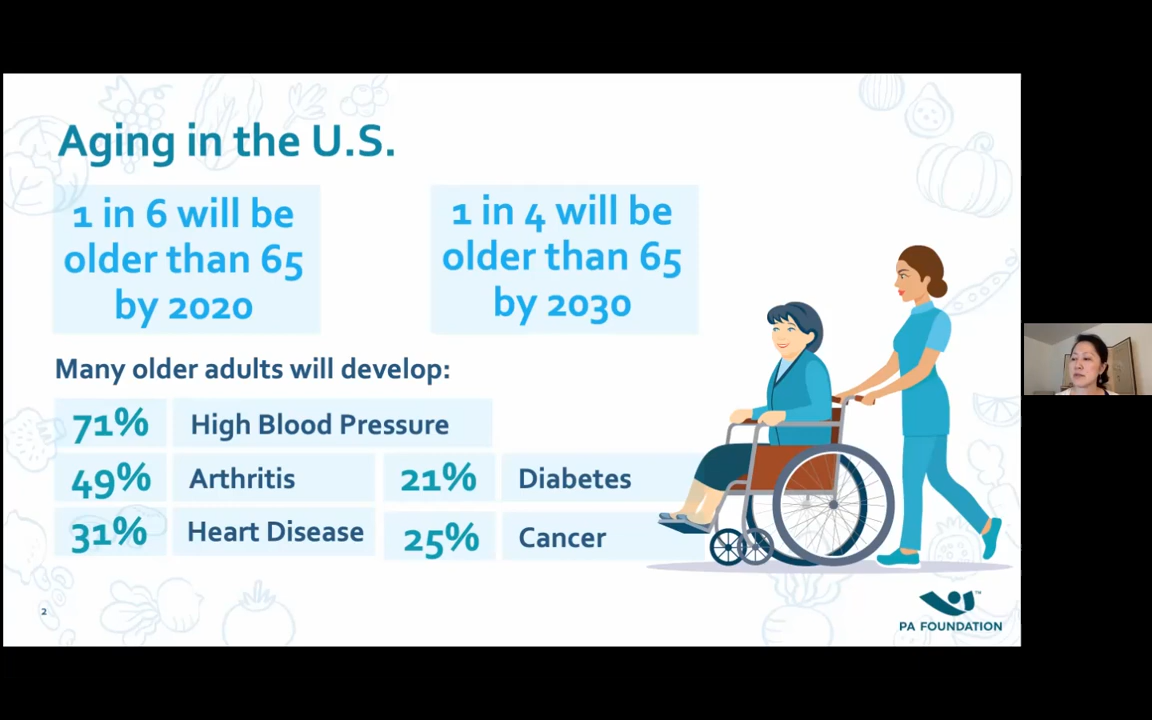 Aging in the U.S.
1 in 6 will be
older than 65
by 2020
1 in 4 will be
older than 65
by 2030
Many older adults will develop:
71% High Blood Pressure
49% Arthritis 21% Diabetes
31% Heart Disease 25% Cancer
2
™
PA FOUNDATION